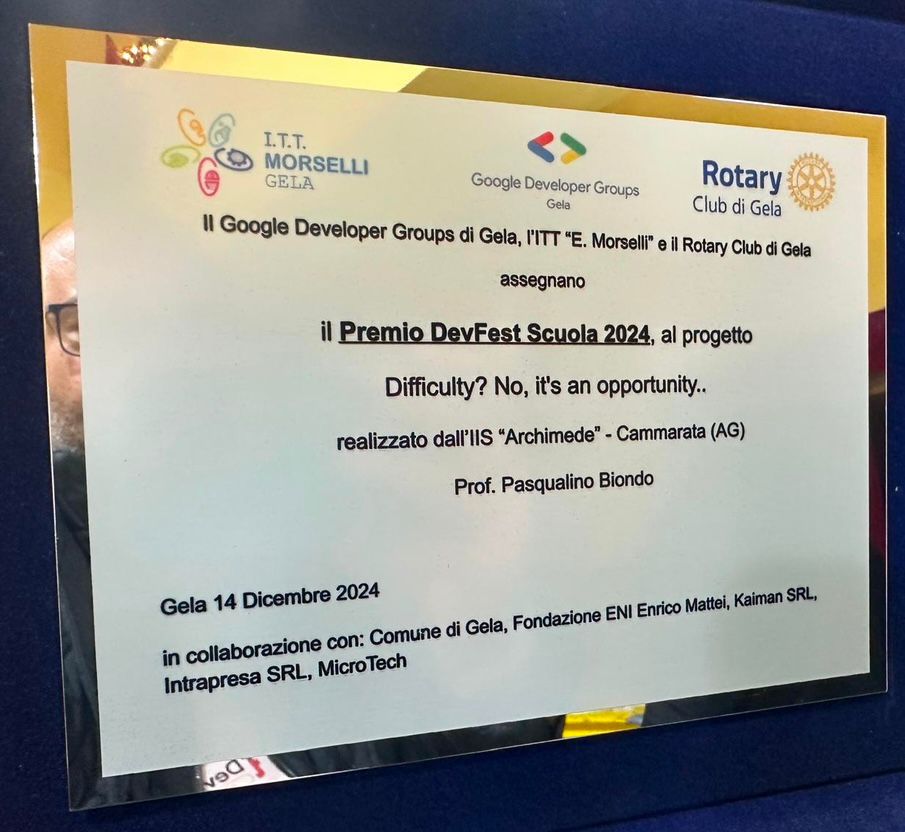 I.T.T.
MORSELLI
GELA
Google Developer Groups
Gela
Rotary
Club di Gela
Il Google Developer Groups di Gela, l'ITT “E. Morselli” e il Rotary Club di Gela
assegnano
il Premio DevFest Scuola 2024, al progetto
Difficulty? No, it's an opportunity..
realizzato dall'IIS “Archimede” - Cammarata (AG)
Prof. Pasqualino Biondo
Gela 14 Dicembre 2024
in collaborazione con: Comune di Gela, Fondazione ENI Enrico Mattei, Kaiman SRL,
Intrapresa SRL, MicroTech
Dev